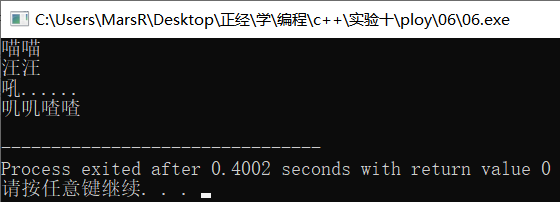 C:\Users\MarsR\Desktop\正经\学\编程\c++\实验十\ploy\06\06.exe
喵喵
汪汪
吼......
叽叽喳喳
--------------------------------
Process exited after 0.4002 seconds with return value 0
请按任意键继续. . .